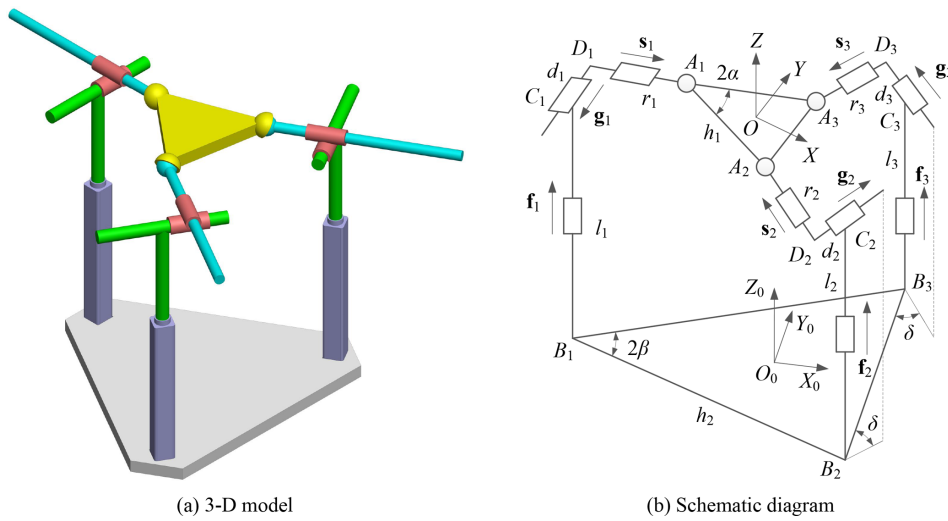 D₁
s₁
A₁
Z
Y
2α
s₃
D₃
g₃
d₁
C₁
r₁
g₁
h₁
O
X
A₃
r₃
d₃
C₃
A₂
l₃
f₁
l₁
r₂
s₂
g₂
D₂
d₂
C₂
f₃
l₂
Z₀
Y₀
B₃
δ
B₁
2β
O₀
X₀
f₂
h₂
δ
B₂
(a) 3-D model
(b) Schematic diagram